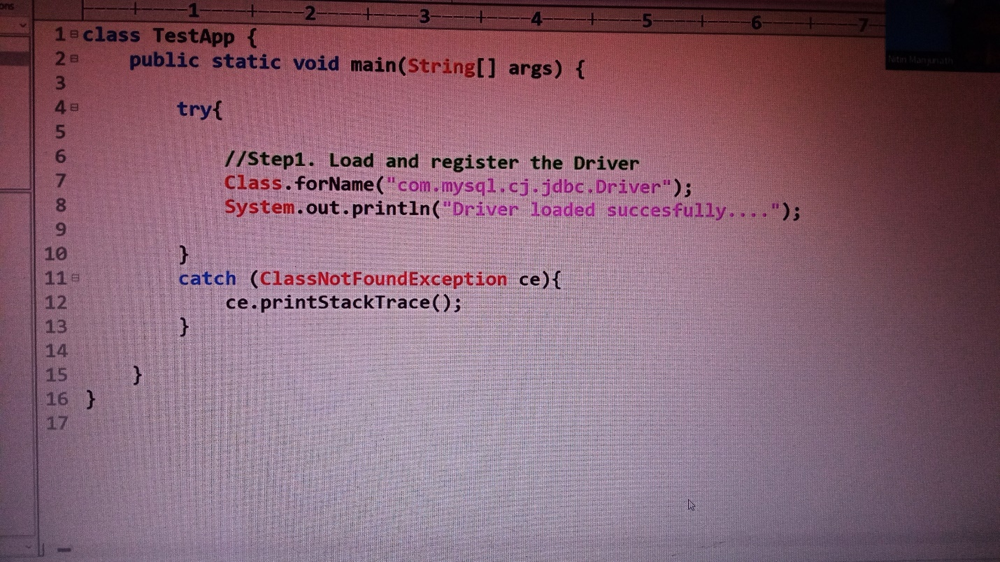 ons
1 2 3 4 5 6 7
Nitin Manjunath
1 class TestApp {
2 public static void main(String[] args) {
3
4 try{
5
6 //Step1. Load and register the Driver
7 Class.forName("com.mysql.cj.jdbc.Driver");
8 System.out.println("Driver loaded succesfully....");
9
10 }
11 catch (ClassNotFoundException ce){
12 ce.printStackTrace();
13 }
14
15 }
16 }
17